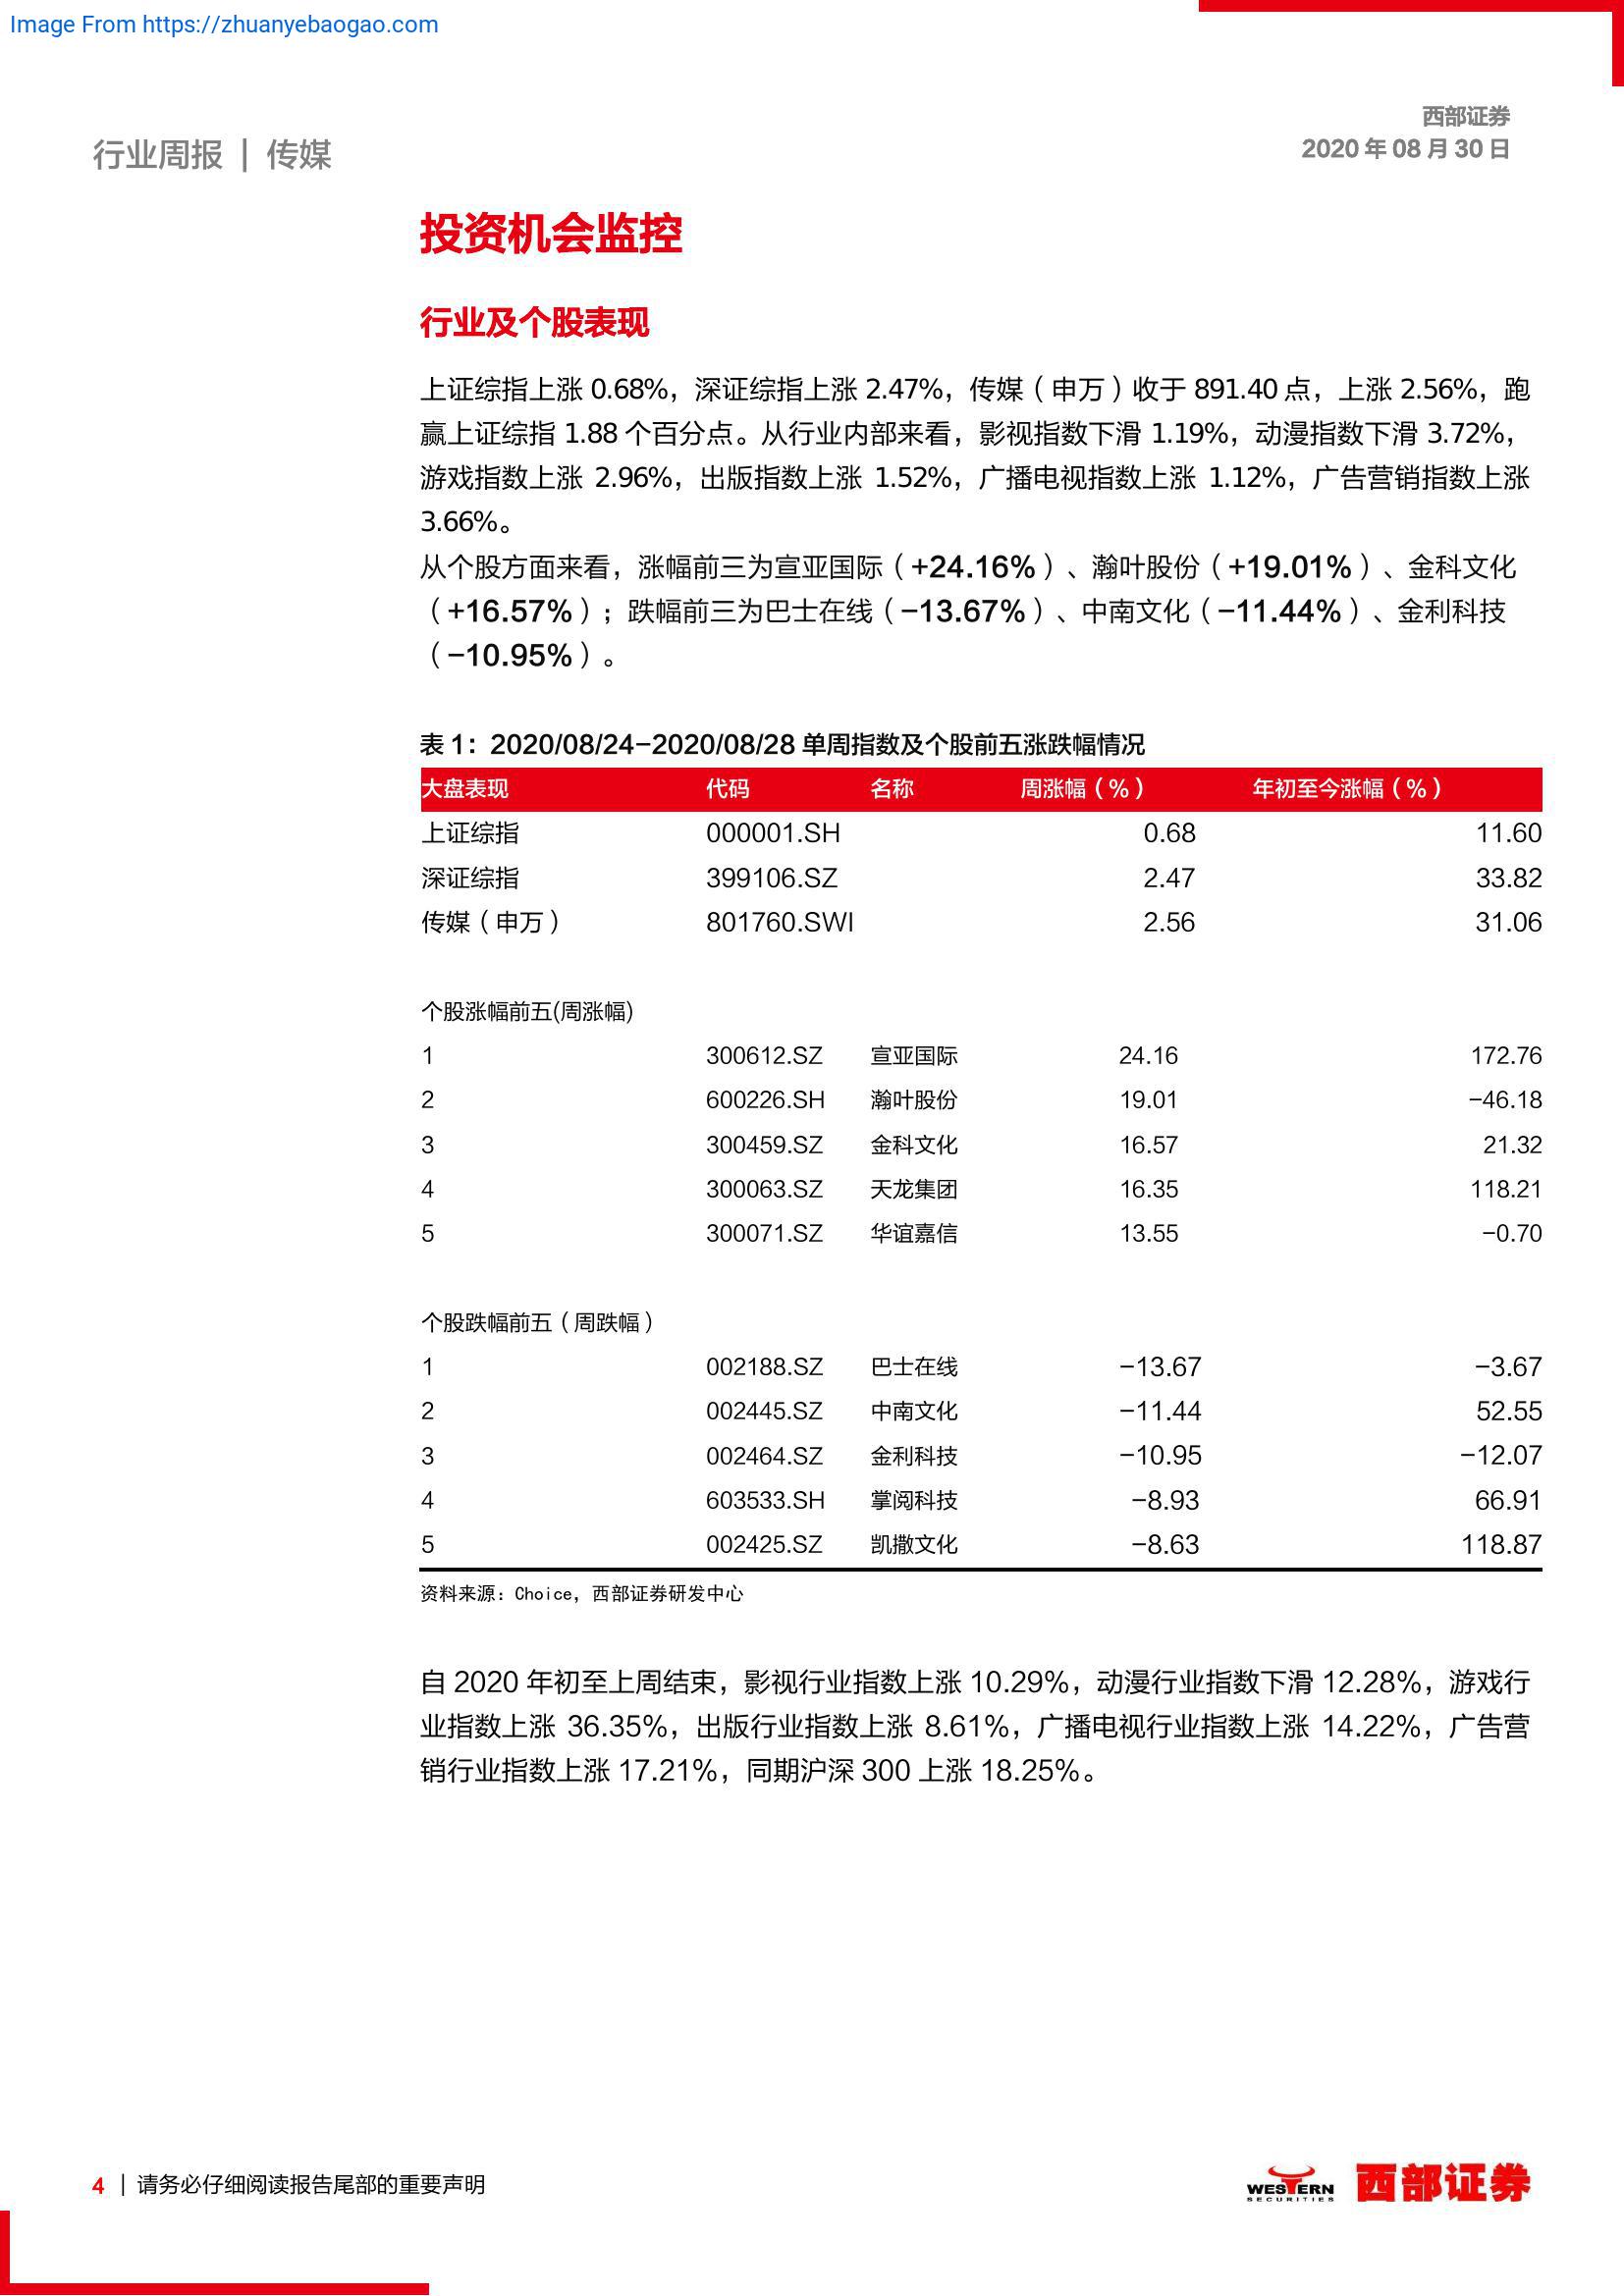 Image From https://zhuanyebaogao.com
西部证券
行业周报 | 传媒
2020 年 08 月 30 日
投资机会监控
行业及个股表现
上证综指上涨 0.68%，深证综指上涨 2.47%，传媒（申万）收于 891.40 点，上涨 2.56%，跑
赢上证综指 1.88 个百分点。从行业内部来看，影视指数下滑 1.19%，动漫指数下滑 3.72%，
游戏指数上涨 2.96%，出版指数上涨 1.52%，广播电视指数上涨 1.12%，广告营销指数上涨
3.66%。
从个股方面来看，涨幅前三为宣亚国际（+24.16%）、瀚叶股份（+19.01%）、金科文化
（+16.57%）；跌幅前三为巴士在线（-13.67%）、中南文化（-11.44%）、金利科技
（-10.95%）。
表 1：2020/08/24-2020/08/28 单周指数及个股前五涨跌幅情况
大盘表现 代码 名称 周涨幅（%） 年初至今涨幅（%）
上证综指 000001.SH 0.68 11.60
深证综指 399106.SZ 2.47 33.82
传媒（申万） 801760.SWI 2.56 31.06
个股涨幅前五(周涨幅)
1 300612.SZ 宣亚国际 24.16 172.76
2 600226.SH 瀚叶股份 19.01 -46.18
3 300459.SZ 金科文化 16.57 21.32
4 300063.SZ 天龙集团 16.35 118.21
5 300071.SZ 华谊嘉信 13.55 -0.70
个股跌幅前五（周跌幅）
1 002188.SZ 巴士在线 -13.67 -3.67
2 002445.SZ 中南文化 -11.44 52.55
3 002464.SZ 金利科技 -10.95 -12.07
4 603533.SH 掌阅科技 -8.93 66.91
5 002425.SZ 凯撒文化 -8.63 118.87
资料来源：Choice，西部证券研发中心
自 2020 年初至上周结束，影视行业指数上涨 10.29%，动漫行业指数下滑 12.28%，游戏行
业指数上涨 36.35%，出版行业指数上涨 8.61%，广播电视行业指数上涨 14.22%，广告营
销行业指数上涨 17.21%，同期沪深 300 上涨 18.25%。
4 | 请务必仔细阅读报告尾部的重要声明
WESTERN
SECURITIES
西部证券